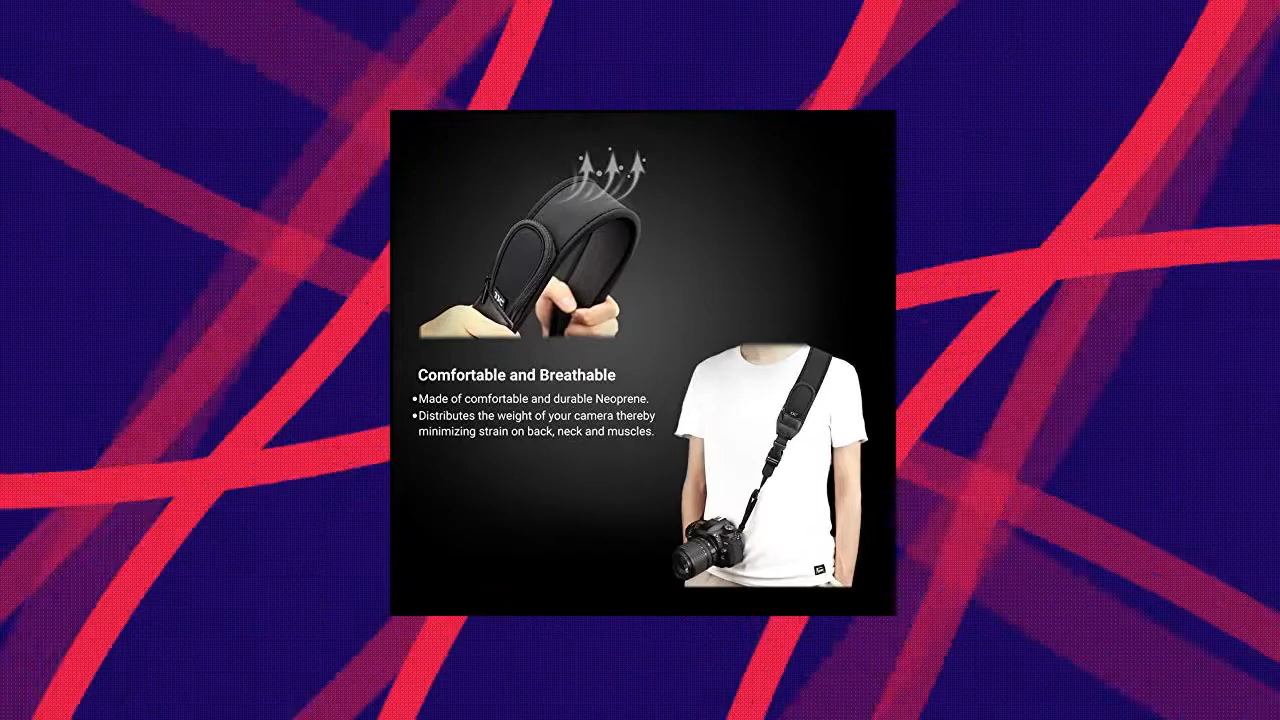 JJC
Comfortable and Breathable
•Made of comfortable and durable Neoprene.
•Distributes the weight of your camera thereby
minimizing strain on back, neck and muscles.